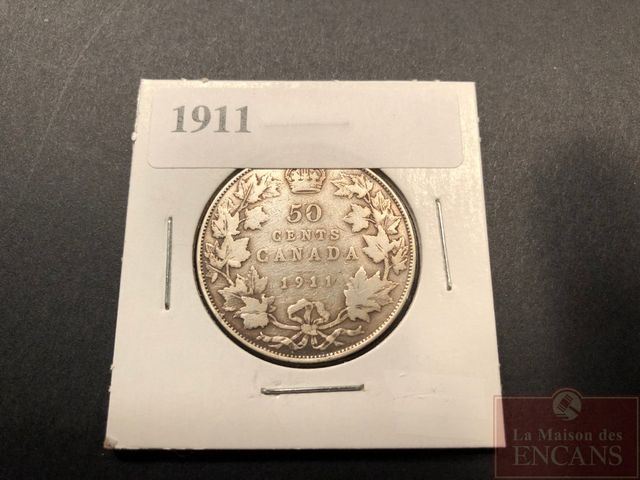 1911
50
CENTS
CANADA
1911
La Maison des
ENCANS